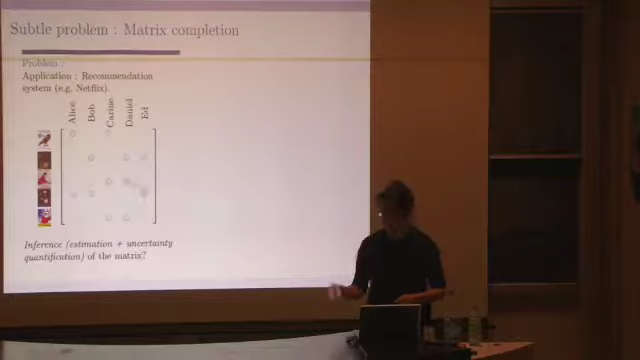 Subtle problem : Matrix completion
Problem :
Application : Recommendation
system (e.g. Netflix).
Alice
Bob
Carine
Daniel
Ed
Inference (estimation + uncertainty
quantification) of the matrix?